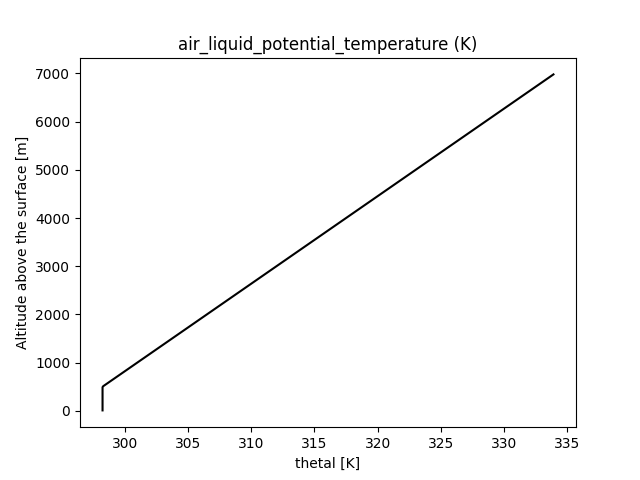 air_liquid_potential_temperature (K)
Altitude above the surface [m]
7000
6000
5000
4000
3000
2000
1000
0
300 305 310 315 320 325 330 335
thetal [K]